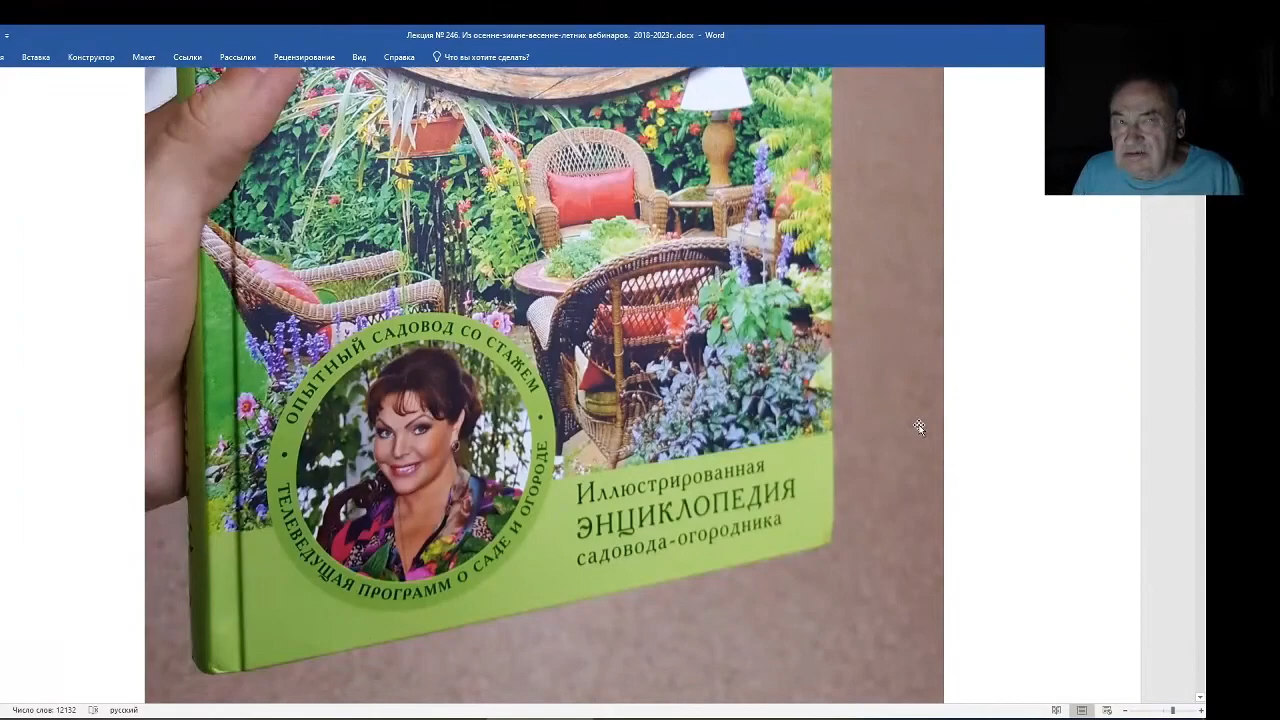 Лекция № 246. Из осенне-зимне-весенне-летних вебинаров. 2018-2023г..docx - Word
Вставка Конструктор Макет Ссылки Рассылки Рецензирование Вид Справка Что вы хотите сделать?
ОПЫТНЫЙ САДОВОД СО СТАЖЕМ
ТЕЛЕВЕДУЩАЯ ПРОГРАММ О САДЕ И ОГОРОДЕ
Иллюстрированная
ЭНЦИКЛОПЕДИЯ
садовода-огородника
Число слов: 12132 русский